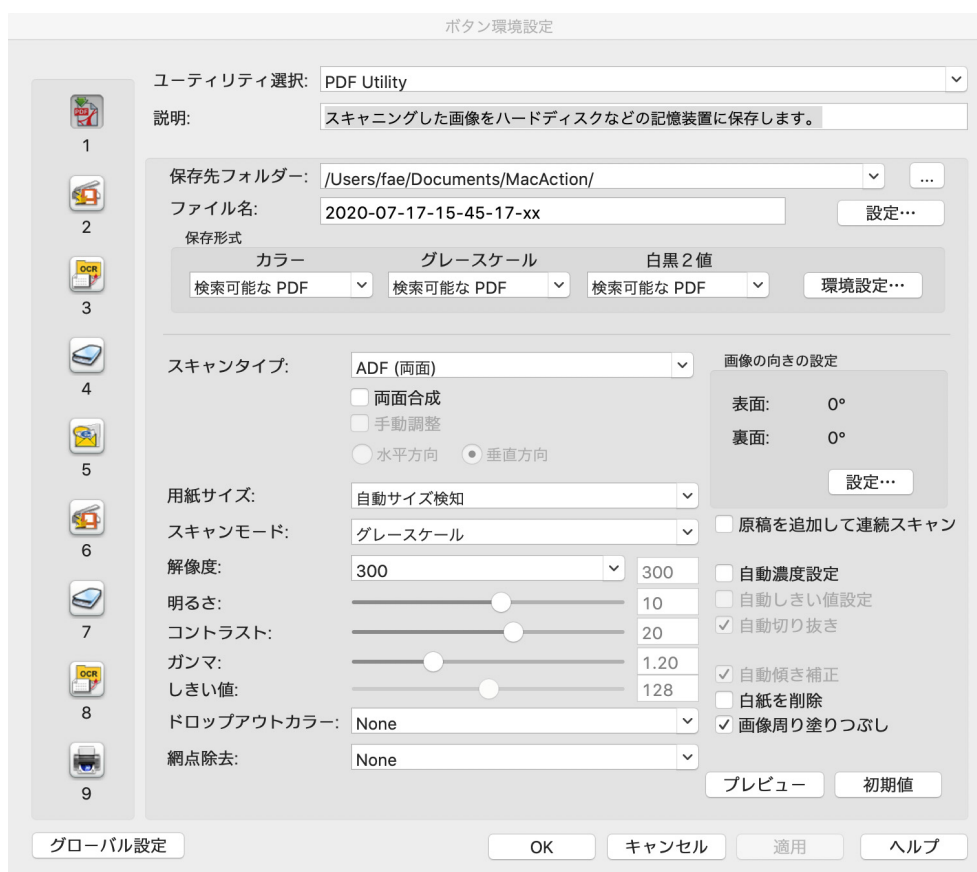 ボタン環境設定
ユーティリティ選択: PDF Utility
説明: スキャニングした画像をハードディスクなどの記憶装置に保存します。
保存先フォルダー: /Users/fae/Documents/MacAction/ ...
ファイル名: 2020-07-17-15-45-17-xx 設定…
保存形式
カラー グレースケール 白黒２値
検索可能な PDF 検索可能な PDF 検索可能な PDF 環境設定…
スキャンタイプ: ADF (両面)
両面合成
手動調整
水平方向 垂直方向
用紙サイズ: 自動サイズ検知
スキャンモード: グレースケール
解像度: 300 300
明るさ: 10
コントラスト: 20
ガンマ: 1.20
しきい値: 128
ドロップアウトカラー: None
網点除去: None
画像の向きの設定
表面: 0°
裏面: 0°
設定…
原稿を追加して連続スキャン
自動濃度設定
自動しきい値設定
自動切り抜き
自動傾き補正
白紙を削除
画像周り塗りつぶし
プレビュー 初期値
PDF
1
2
OCR
3
4
5
6
7
OCR
8
9
グローバル設定 OK キャンセル 適用 ヘルプ